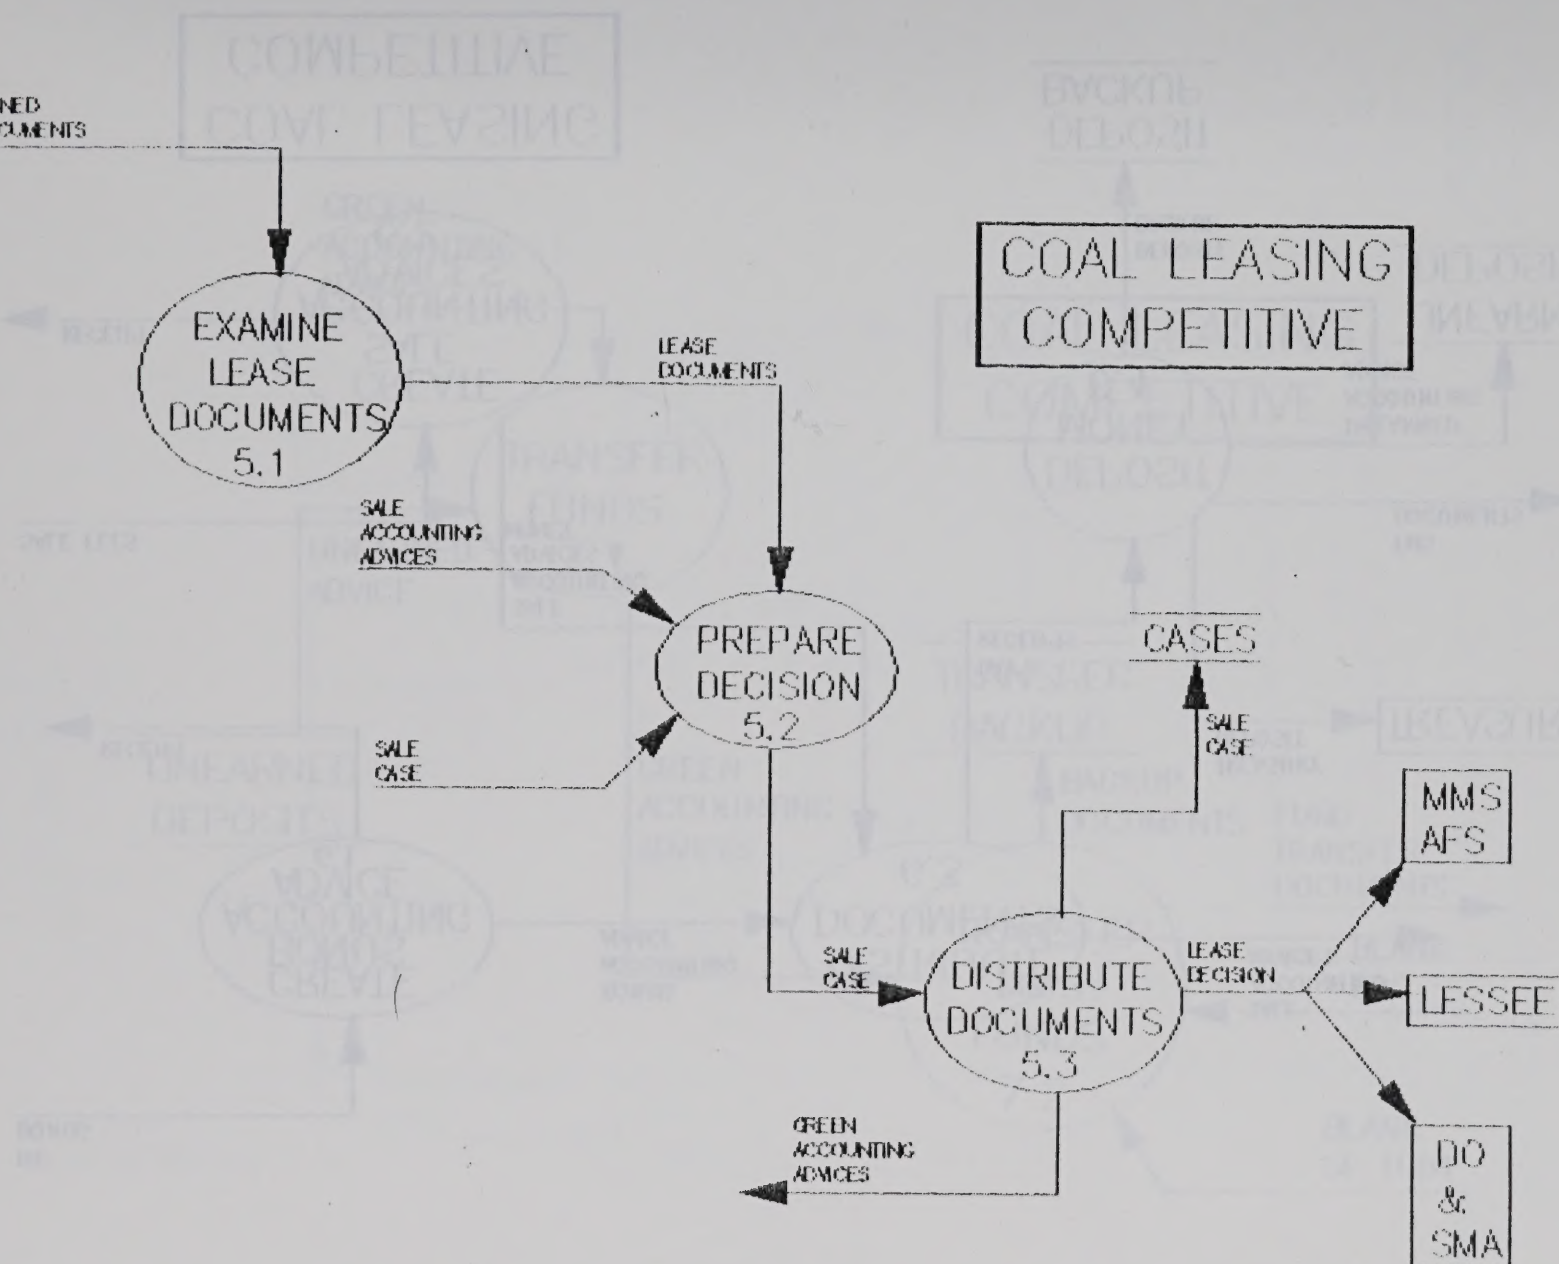 NED
CUMENTS
COAL LEASING
COMPETITIVE
EXAMINE
LEASE
DOCUMENTS
5.1
LEASE
DOCUMENTS
SALE
ACCOUNTING
ADVICES
PREPARE
DECISION
5.2
SALE
CASE
CASES
SALE
CASE
MMS
AFS
SALE
CASE
DISTRIBUTE
DOCUMENTS
5.3
LEASE
DECISION
LESSEE
GREEN
ACCOUNTING
ADVICES
DO
&
SMA